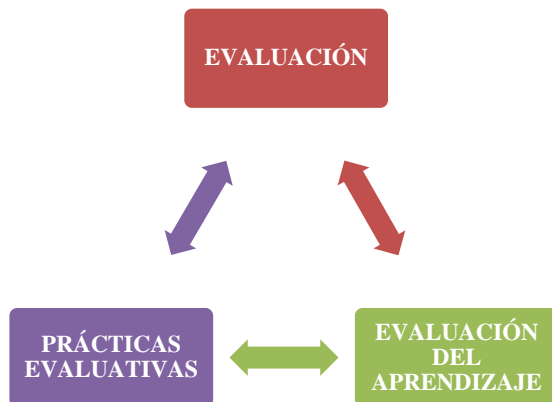 EVALUACIÓN
PRÁCTICAS
EVALUATIVAS
EVALUACIÓN
DEL
APRENDIZAJE